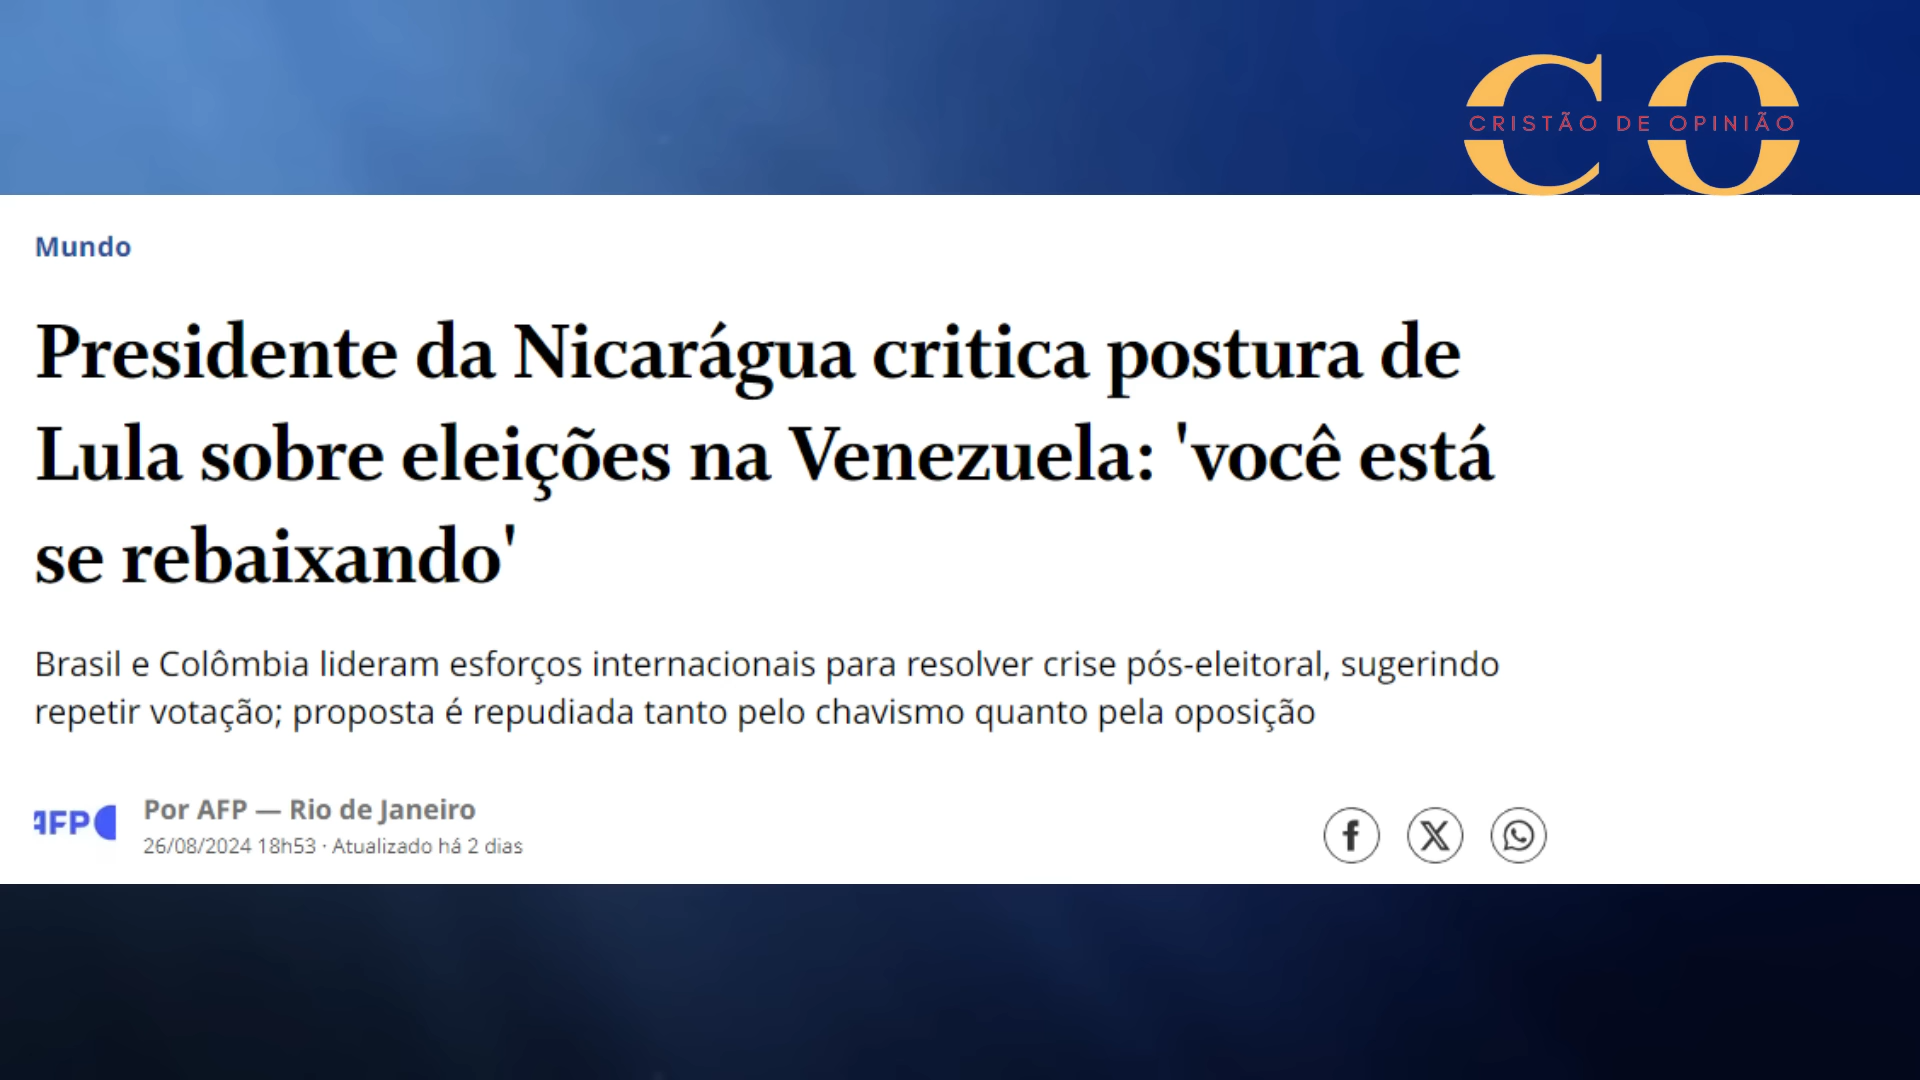 CO
CRISTÃO DE OPINIÃO
Mundo
Presidente da Nicarágua critica postura de
Lula sobre eleições na Venezuela: 'você está
se rebaixando'
Brasil e Colômbia lideram esforços internacionais para resolver crise pós-eleitoral, sugerindo
repetir votação; proposta é repudiada tanto pelo chavismo quanto pela oposição
AFP
Por AFP — Rio de Janeiro
26/08/2024 18h53 · Atualizado há 2 dias